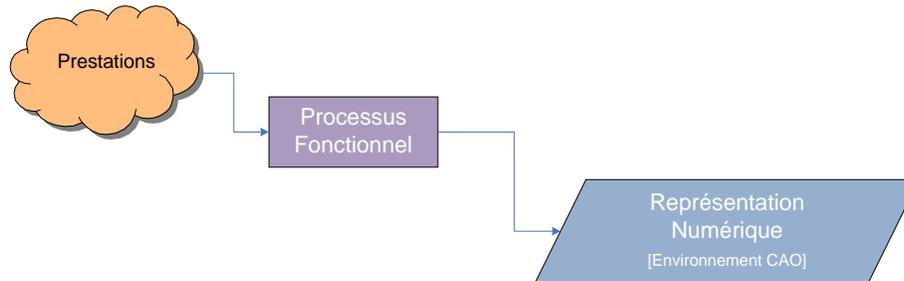 Prestations
Processus
Fonctionnel
Représentation
Numérique
[Environnement CAO]